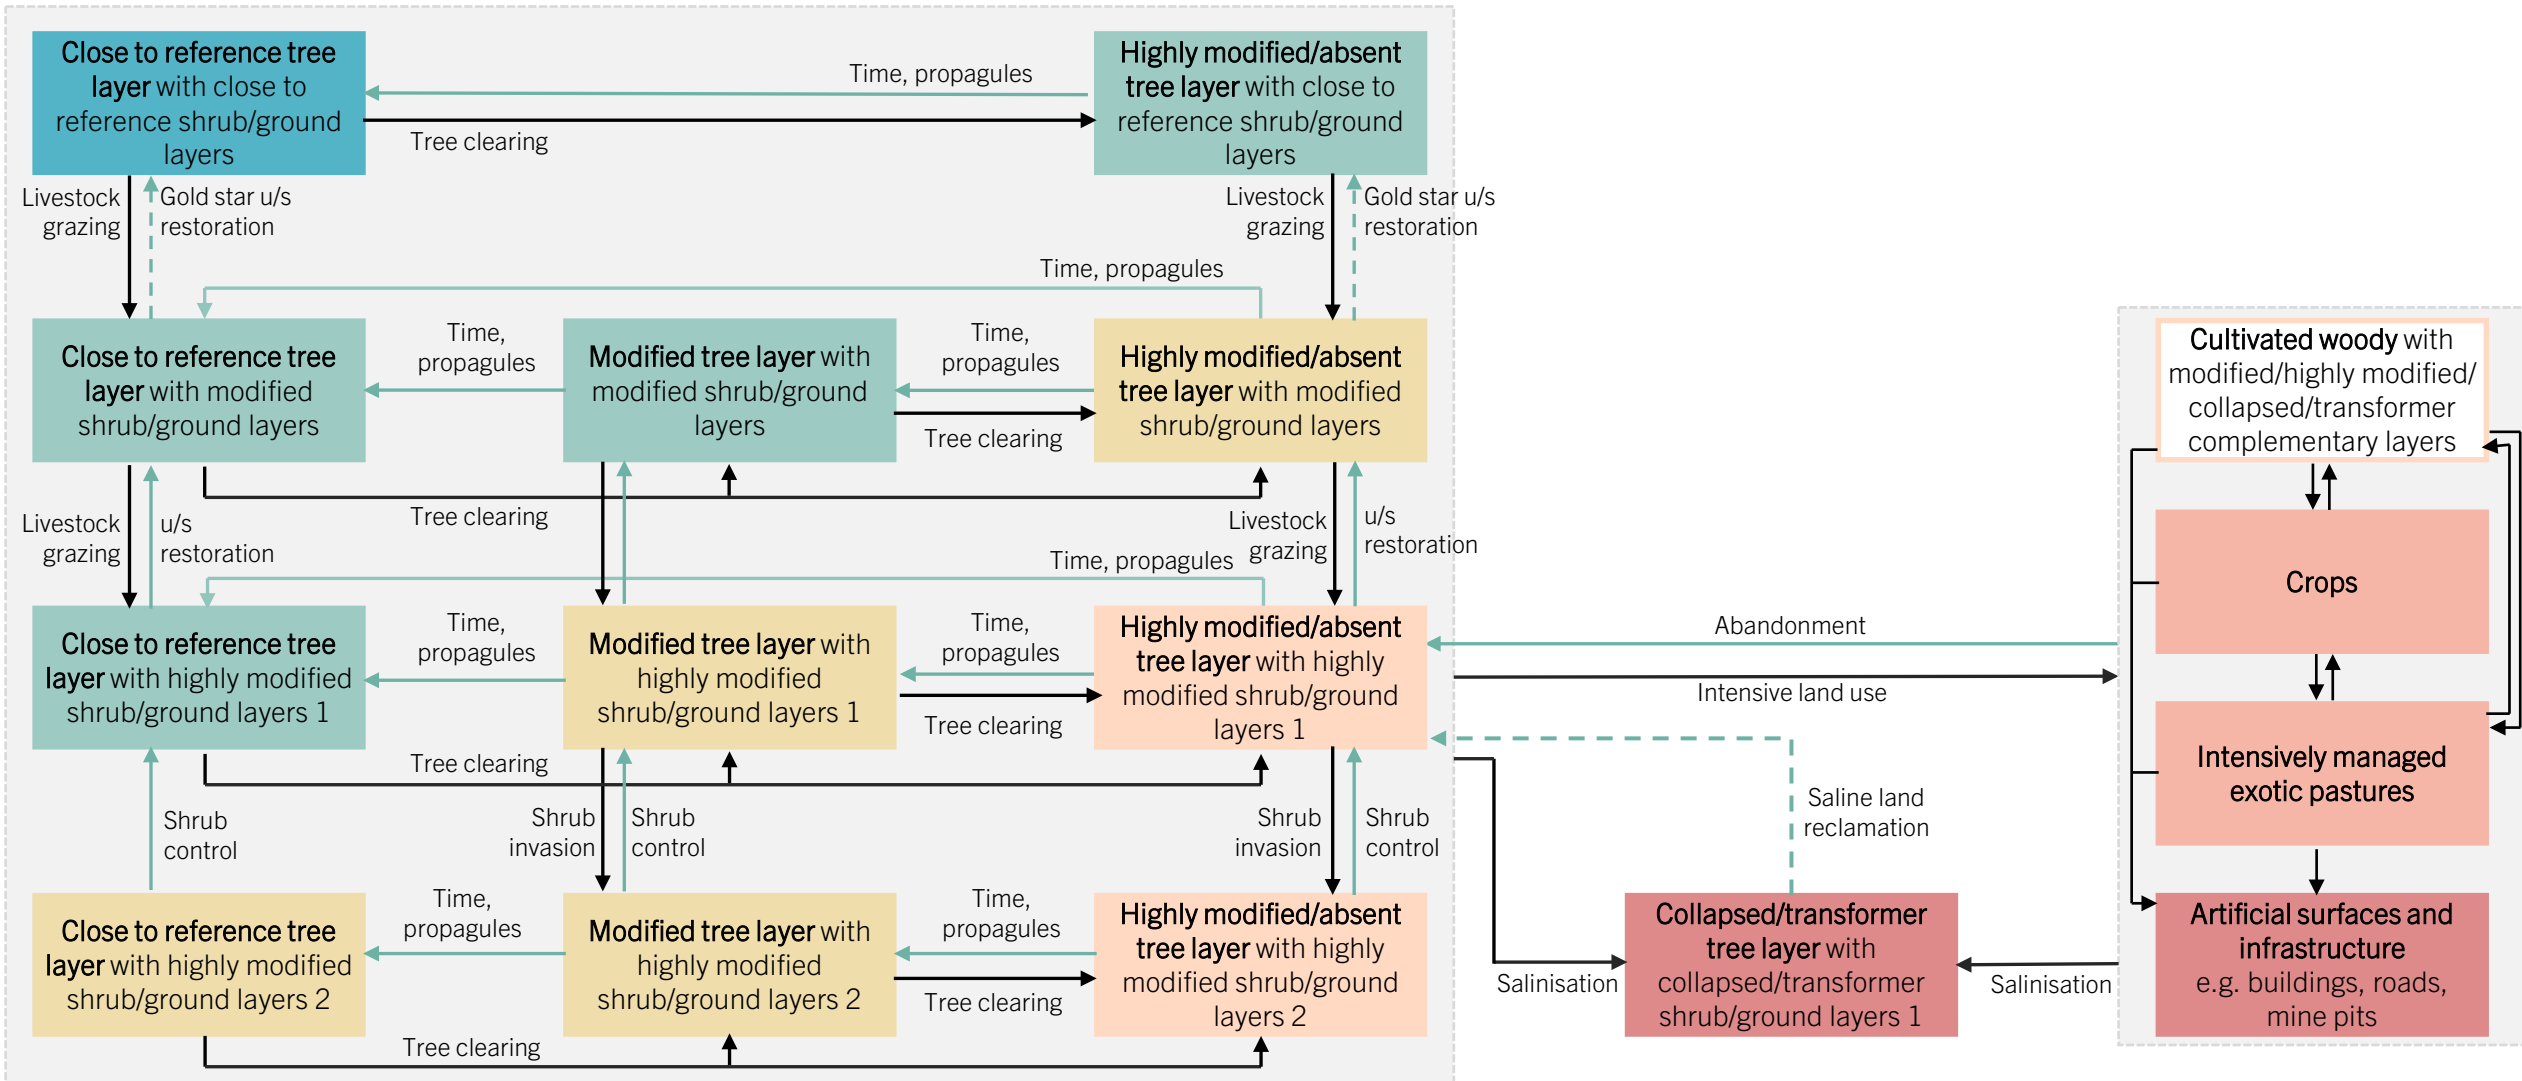 Close to reference tree
layer with close to
reference shrub/ground
layers
Time, propagules
Tree clearing
Highly modified/absent
tree layer with close to
reference shrub/ground
layers
Livestock
grazing
Gold star u/s
restoration
Livestock
grazing
Gold star u/s
restoration
Time, propagules
Close to reference tree
layer with modified
shrub/ground layers
Time,
propagules
Modified tree layer with
modified shrub/ground
layers
Time,
propagules
Tree clearing
Highly modified/absent
tree layer with modified
shrub/ground layers
Tree clearing
Livestock
grazing
u/s
restoration
Livestock
grazing
u/s
restoration
Time, propagules
Close to reference tree
layer with highly modified
shrub/ground layers 1
Time,
propagules
Modified tree layer with
highly modified
shrub/ground layers 1
Time,
propagules
Tree clearing
Highly modified/absent
tree layer with highly
modified shrub/ground
layers 1
Tree clearing
Shrub
control
Shrub
invasion
Shrub
control
Shrub
invasion
Shrub
control
Close to reference tree
layer with highly modified
shrub/ground layers 2
Time,
propagules
Modified tree layer with
highly modified
shrub/ground layers 2
Time,
propagules
Tree clearing
Highly modified/absent
tree layer with highly
modified shrub/ground
layers 2
Tree clearing
Abandonment
Intensive land use
Saline land
reclamation
Salinisation
Collapsed/transformer
tree layer with
collapsed/transformer
shrub/ground layers 1
Salinisation
Cultivated woody with
modified/highly modified/
collapsed/transformer
complementary layers
Crops
Intensively managed
exotic pastures
Artificial surfaces and
infrastructure
e.g. buildings, roads,
mine pits